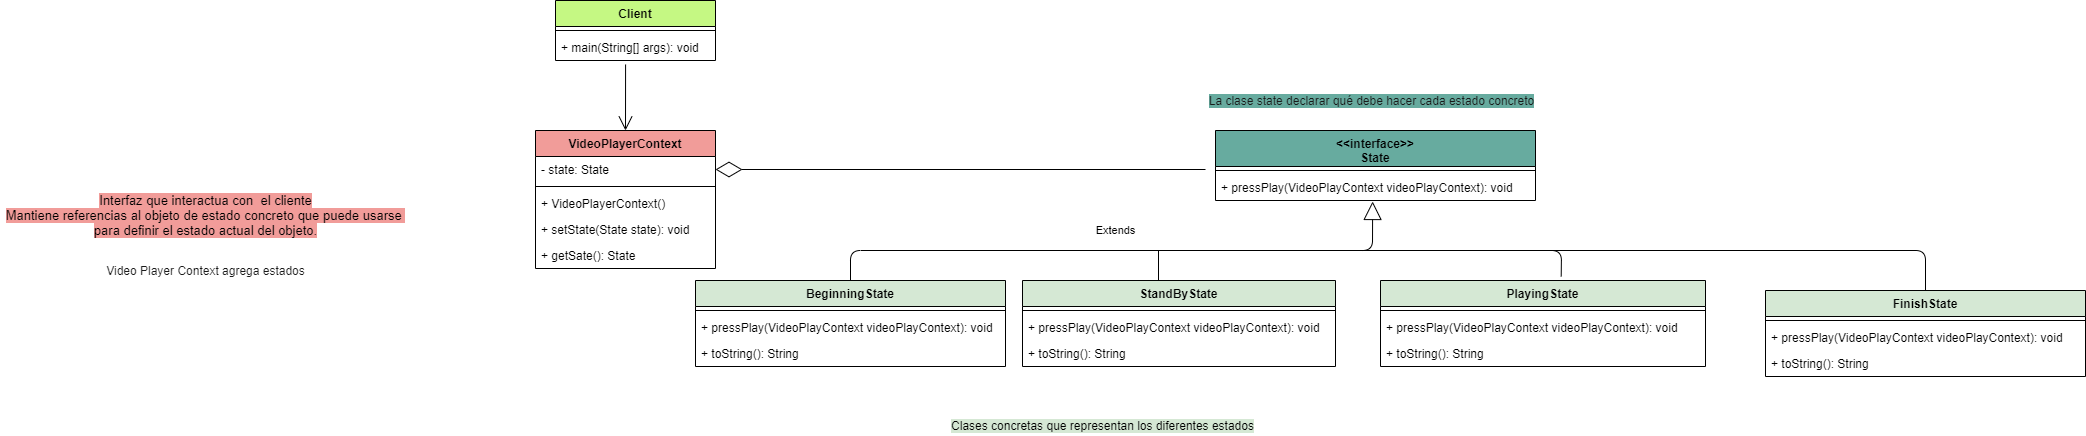 Client
+ main(String[] args): void
La clase state declarar qué debe hacer cada estado concreto
VideoPlayerContext
- state: State
+ VideoPlayerContext()
+ setState(State state): void
+ getSate(): State
<<interface>>
State
+ pressPlay(VideoPlayContext videoPlayContext): void
Interfaz que interactua con el cliente
Mantiene referencias al objeto de estado concreto que puede usarse
para definir el estado actual del objeto.
Video Player Context agrega estados
Extends
BeginningState
+ pressPlay(VideoPlayContext videoPlayContext): void
+ toString(): String
StandByState
+ pressPlay(VideoPlayContext videoPlayContext): void
+ toString(): String
PlayingState
+ pressPlay(VideoPlayContext videoPlayContext): void
+ toString(): String
FinishState
+ pressPlay(VideoPlayContext videoPlayContext): void
+ toString(): String
Clases concretas que representan los diferentes estados